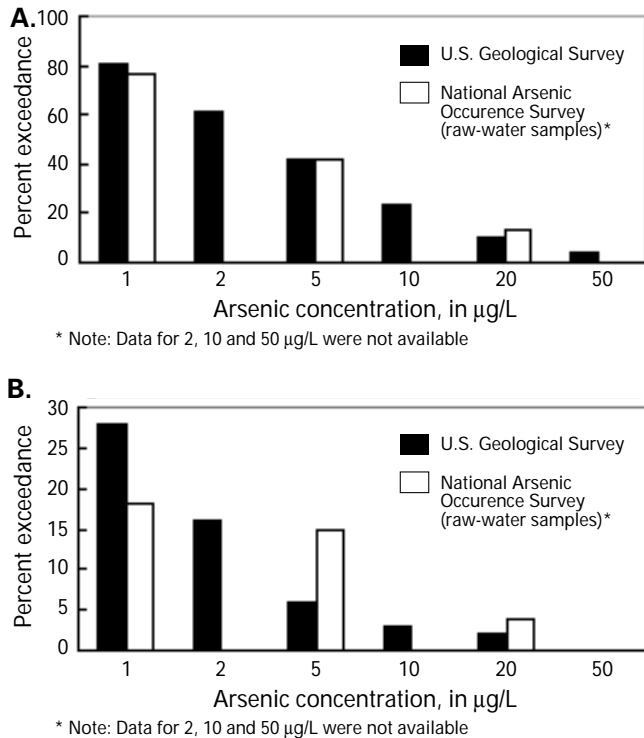 A.
100
80
60
40
20
0
Percent exceedance
U.S. Geological Survey
National Arsenic
Occurence Survey
(raw-water samples)*
1 2 5 10 20 50
Arsenic concentration, in µg/L
* Note: Data for 2, 10 and 50 µg/L were not available
B.
30
25
20
15
10
5
0
Percent exceedance
U.S. Geological Survey
National Arsenic
Occurence Survey
(raw-water samples)*
1 2 5 10 20 50
Arsenic concentration, in µg/L
* Note: Data for 2, 10 and 50 µg/L were not available